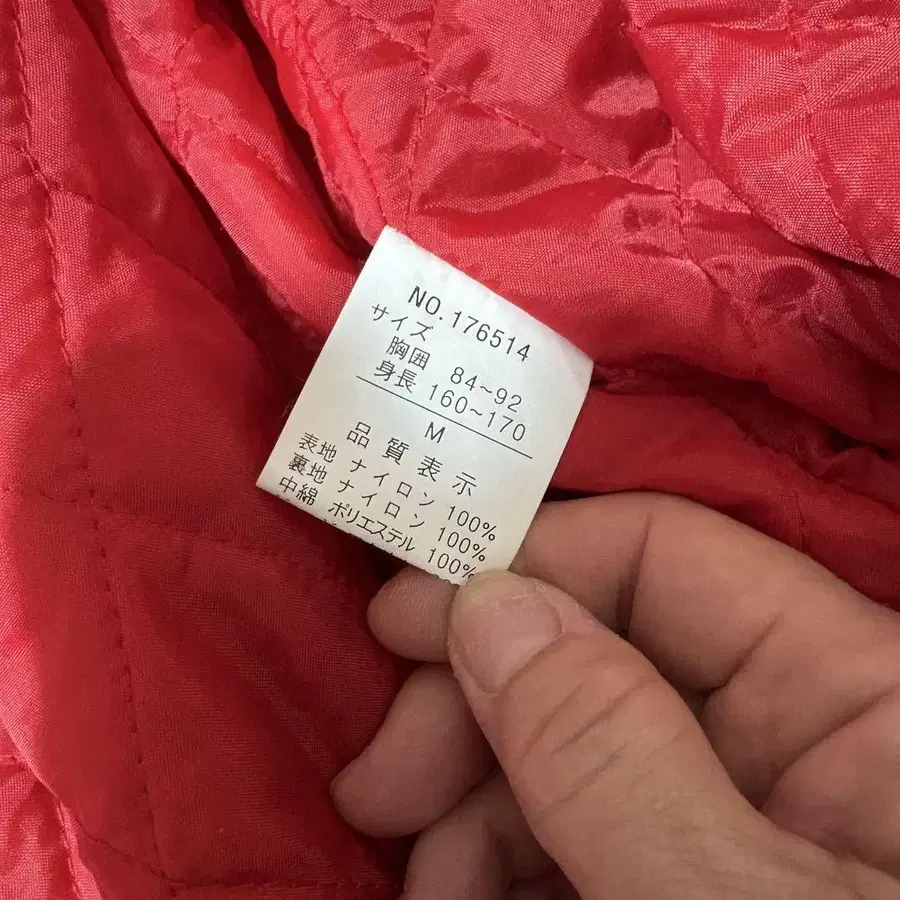 NO.176514
サイズ
胸囲 84~92
身長 160~170
M
品質表示
表地 ナイロン 100%
裏地 ナイロン 100%
中綿 ポリエステル 100%